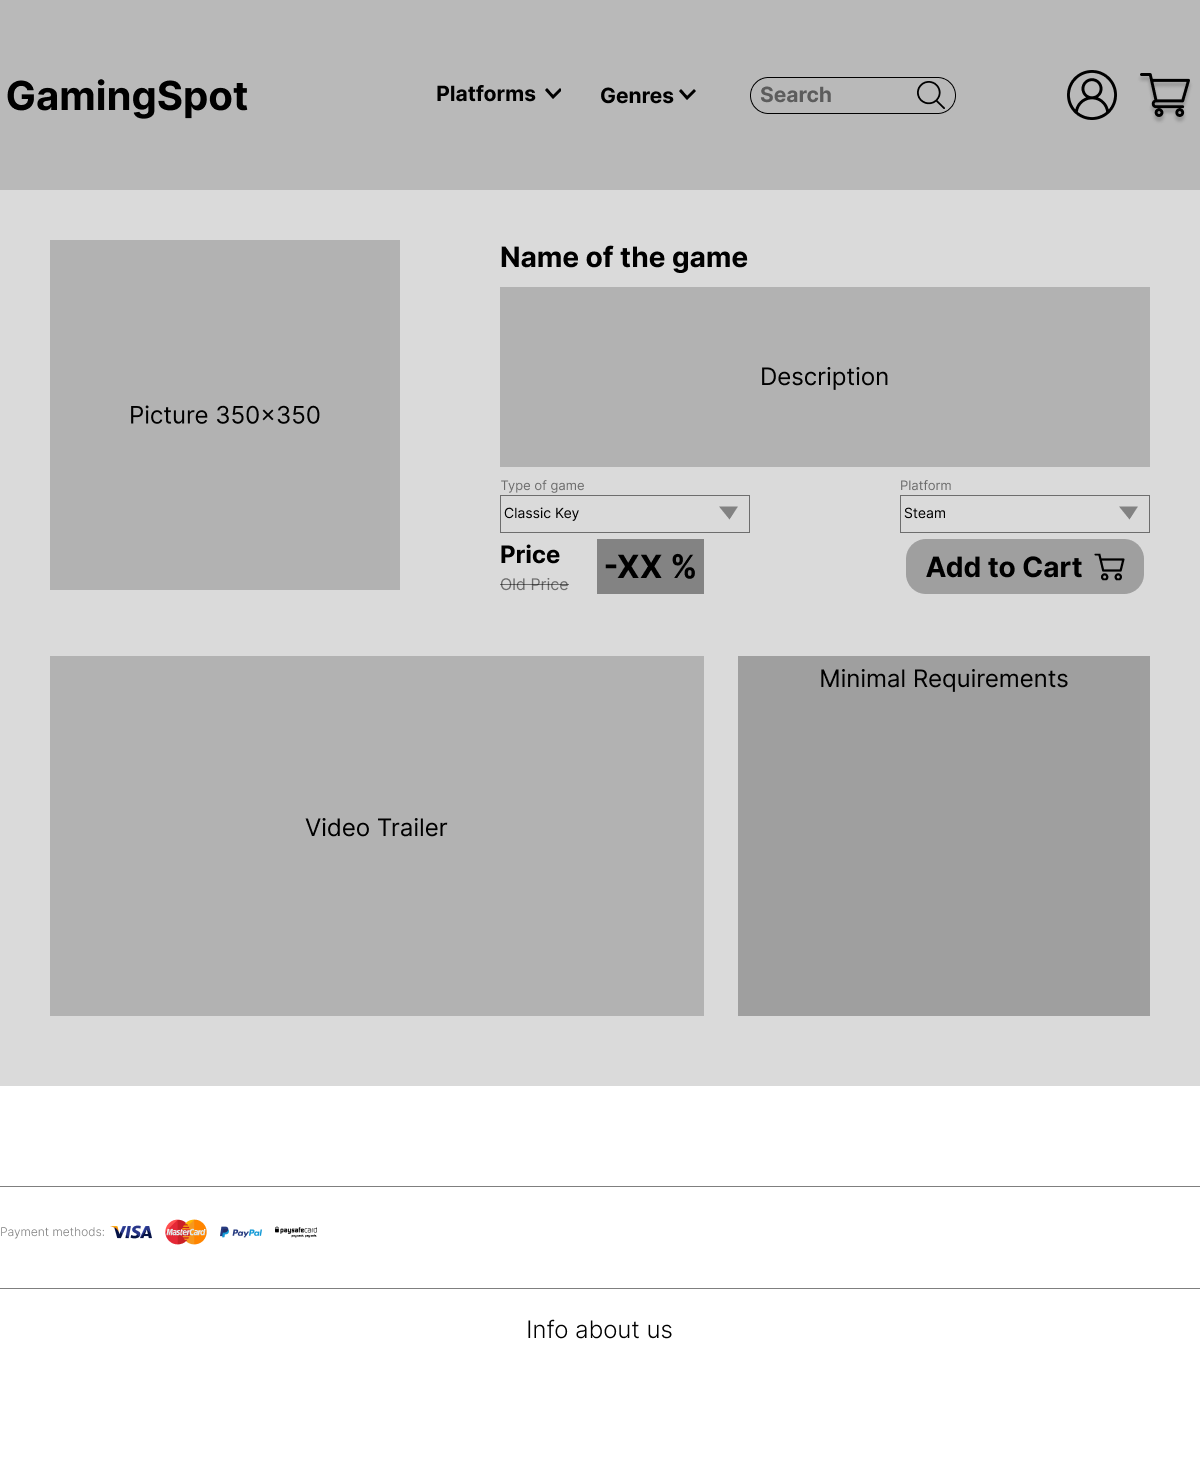 GamingSpot
Platforms
Genres
Search
Name of the game
Picture 350×350
Description
Type of game
Platform
Classic Key
Steam
Price
Old Price
-XX %
Add to Cart
Video Trailer
Minimal Requirements
Payment methods:
VISA
MasterCard
PayPal
paysafecard
Info about us